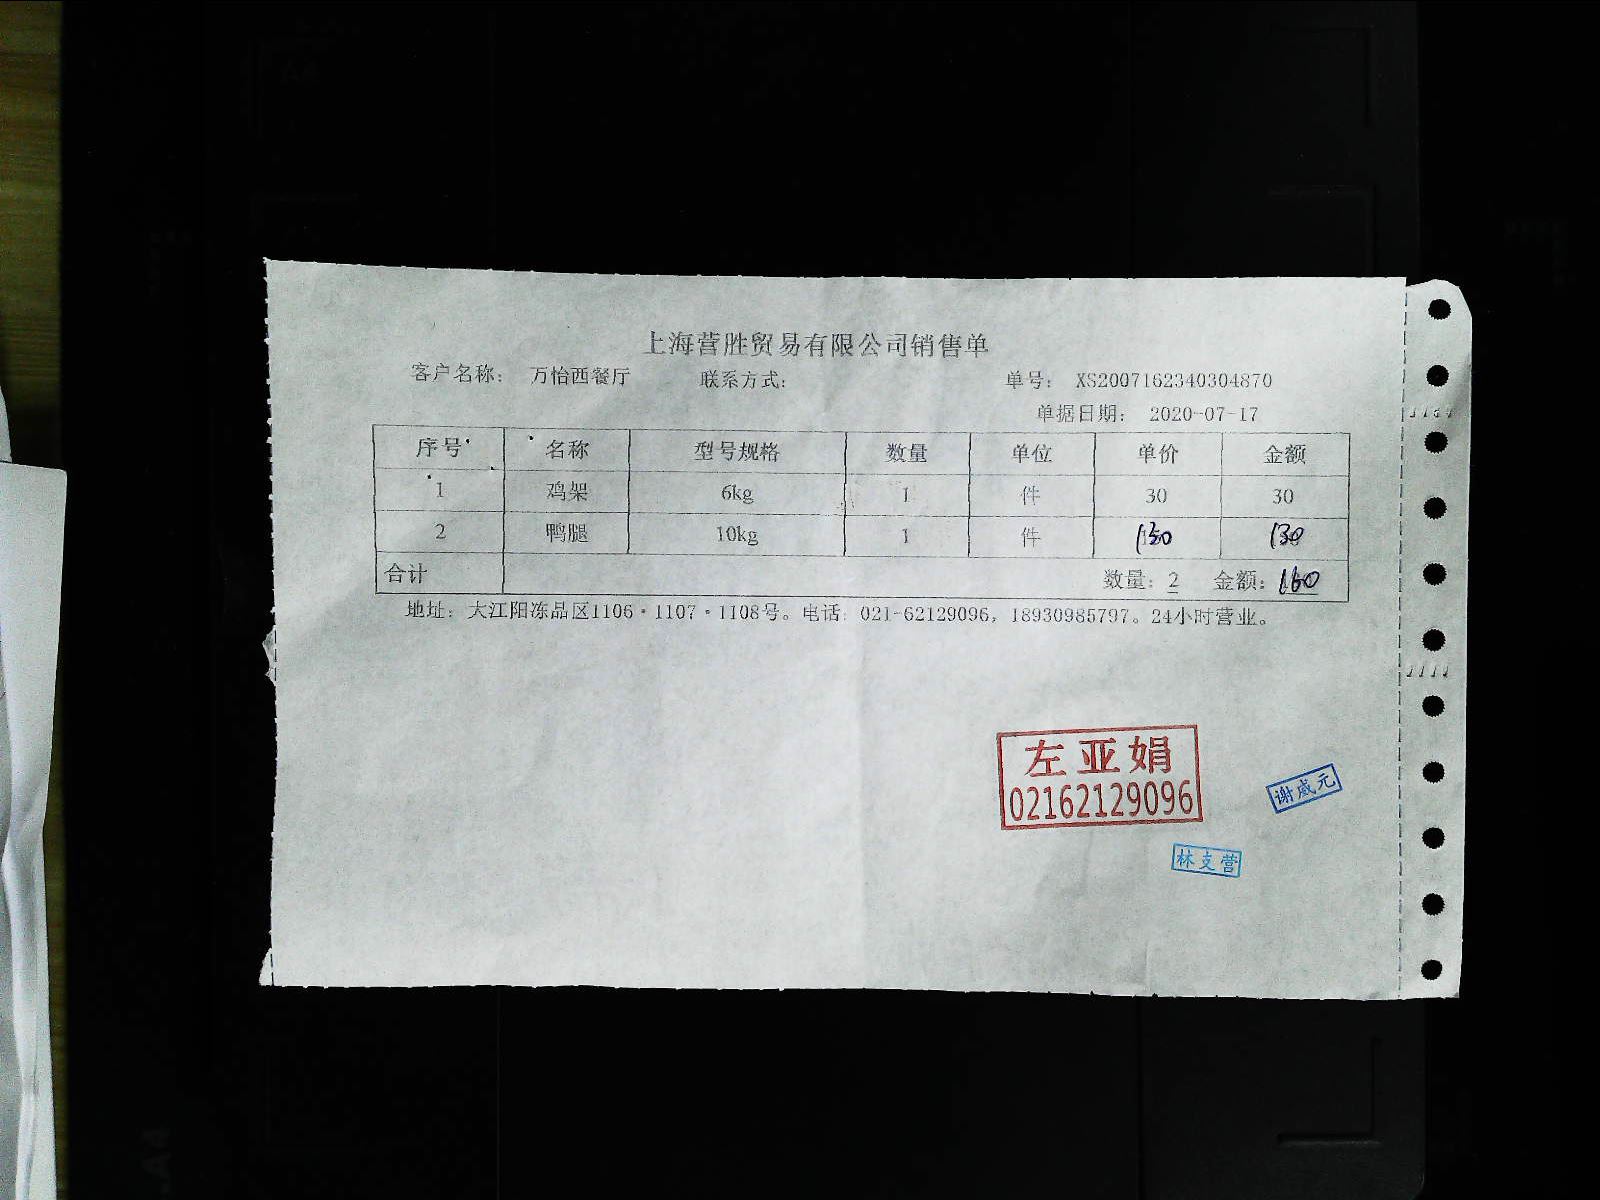 上海营胜贸易有限公司销售单
客户名称： 万怡西餐厅 联系方式： 单号： XS2007162340304870
单据日期： 2020-07-17
序号 名称 型号规格 数量 单位 单价 金额
1 鸡架 6kg 1 件 30 30
2 鸭腿 10kg 1 件 130 130
合计 数量：2 金额：160
地址：大江阳冻品区1106·1107·1108号。电话：021-62129096，18930985797。24小时营业。
左亚娟
02162129096
谢威元
林支营